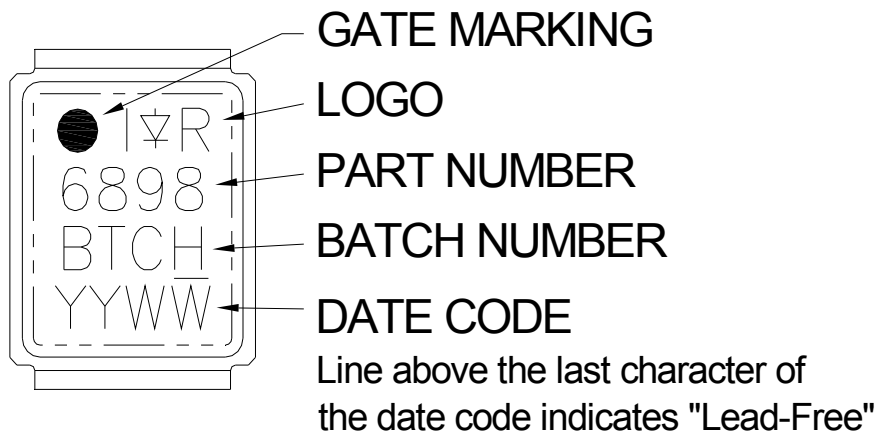 GATE MARKING
I R
LOGO
6898
PART NUMBER
BTCH
BATCH NUMBER
YYWW̅
DATE CODE
Line above the last character of
the date code indicates "Lead-Free"